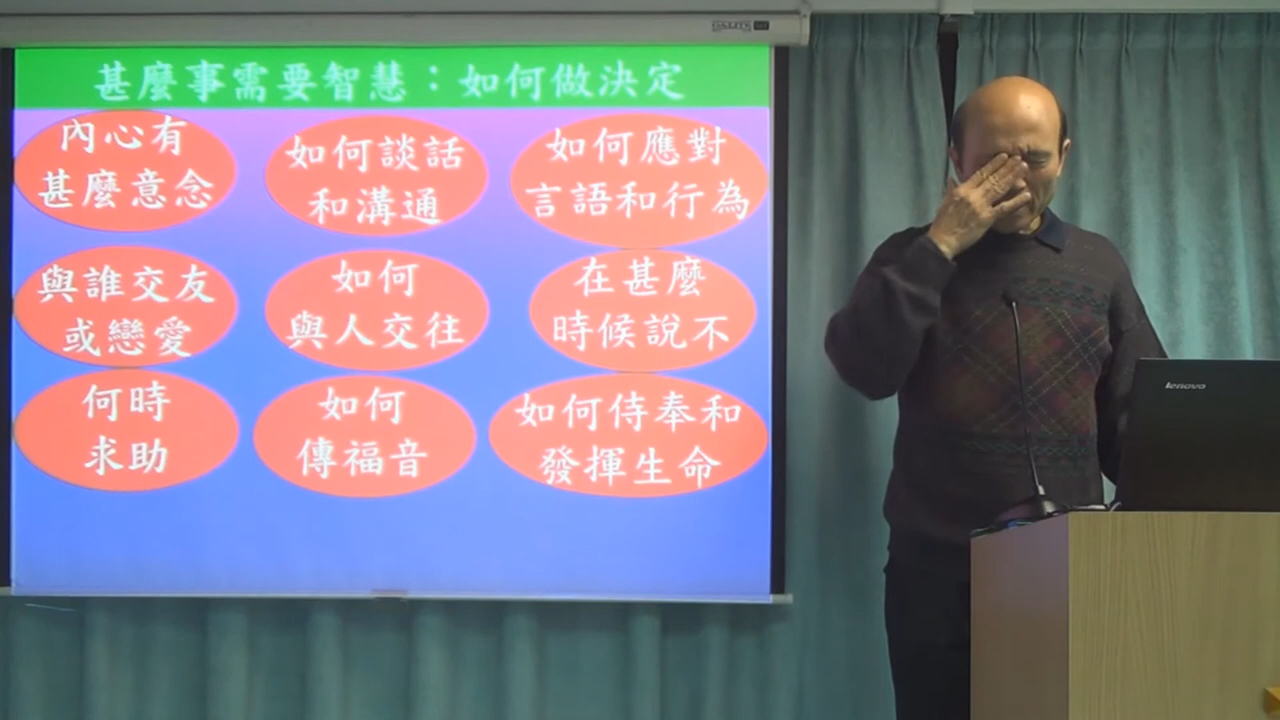 甚麼事需要智慧：如何做決定
內心有
甚麼意念
如何談話
和溝通
如何應對
言語和行為
與誰交友
或戀愛
如何
與人交往
在甚麼
時候說不
何時
求助
如何
傳福音
如何侍奉和
發揮生命
lenovo